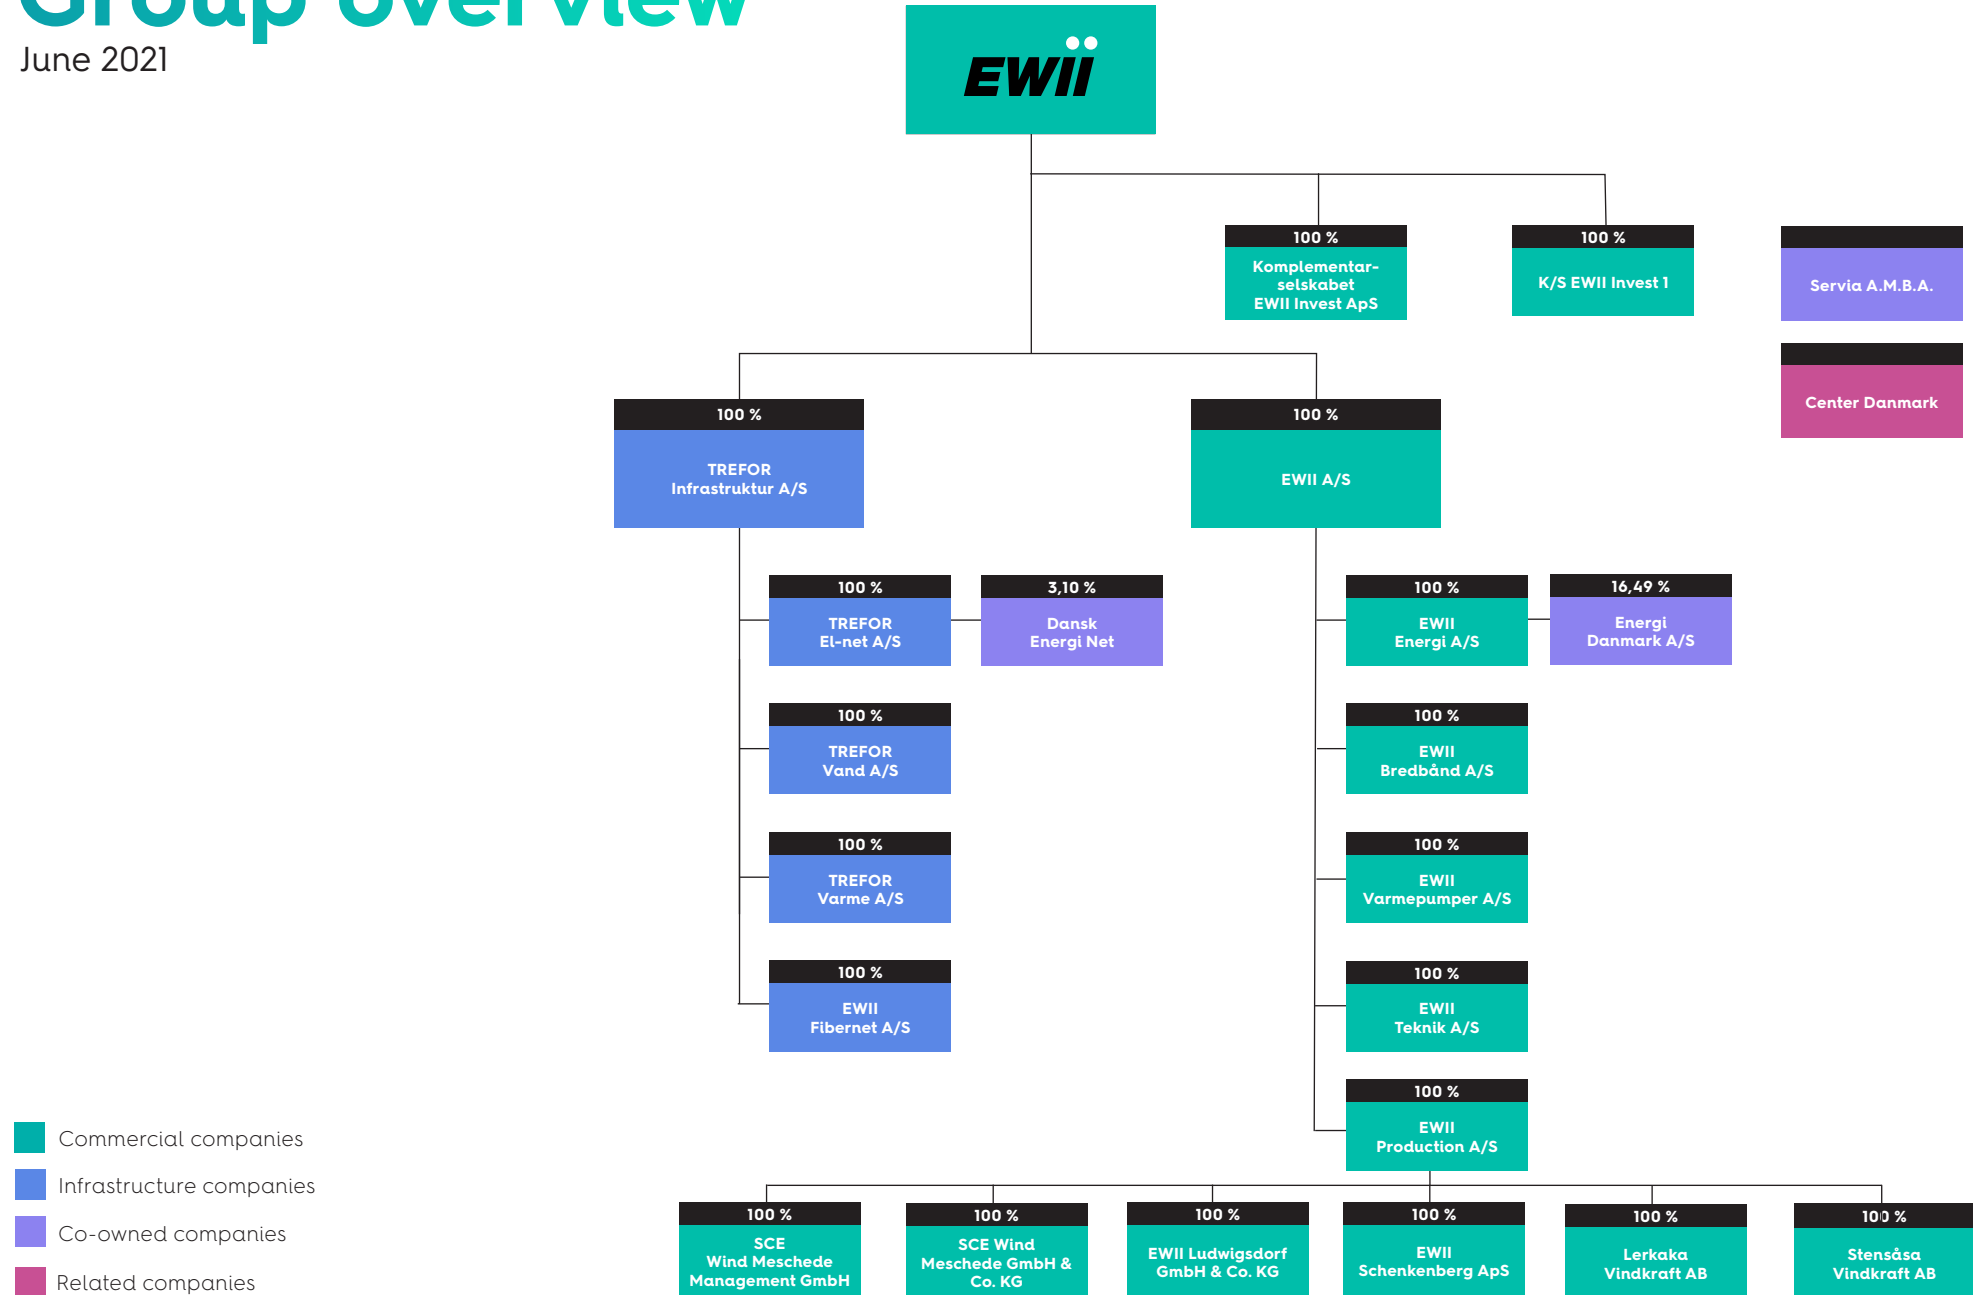 Group overview
June 2021
EWii
100 %
Komplementar-
selskabet
EWII Invest ApS
100 %
K/S EWII Invest 1
Servia A.M.B.A.
Center Danmark
100 %
TREFOR
Infrastruktur A/S
100 %
EWII A/S
100 %
TREFOR
El-net A/S
3,10 %
Dansk
Energi Net
100 %
EWII
Energi A/S
16,49 %
Energi
Danmark A/S
100 %
TREFOR
Vand A/S
100 %
EWII
Bredbånd A/S
100 %
TREFOR
Varme A/S
100 %
EWII
Varmepumper A/S
100 %
EWII
Fibernet A/S
100 %
EWII
Teknik A/S
100 %
EWII
Production A/S
100 %
SCE
Wind Meschede
Management GmbH
100 %
SCE Wind
Meschede GmbH &
Co. KG
100 %
EWII Ludwigsdorf
GmbH & Co. KG
100 %
EWII
Schenkenberg ApS
100 %
Lerkaka
Vindkraft AB
100 %
Stensåsa
Vindkraft AB
Commercial companies
Infrastructure companies
Co-owned companies
Related companies